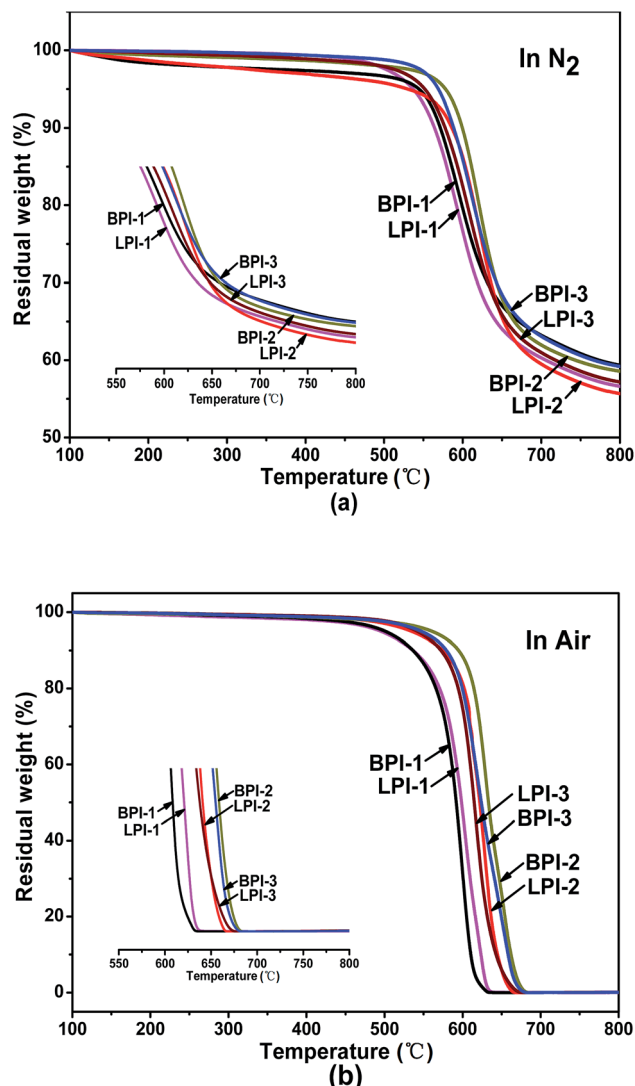 In N2
Residual weight (%)
100
90
80
70
60
50
BPI-1
LPI-1
BPI-3
LPI-3
BPI-2
LPI-2
BPI-1
LPI-1
BPI-3
LPI-3
BPI-2
LPI-2
550 600 650 700 750 800
Temperature (℃)
100 200 300 400 500 600 700 800
Temperature (℃)
(a)
In Air
Residual weight (%)
100
80
60
40
20
0
BPI-1
LPI-1
LPI-3
BPI-3
BPI-2
LPI-2
BPI-1
LPI-1
BPI-2
LPI-2
BPI-3
LPI-3
550 600 650 700 750 800
Temperature (℃)
100 200 300 400 500 600 700 800
Temperature (℃)
(b)